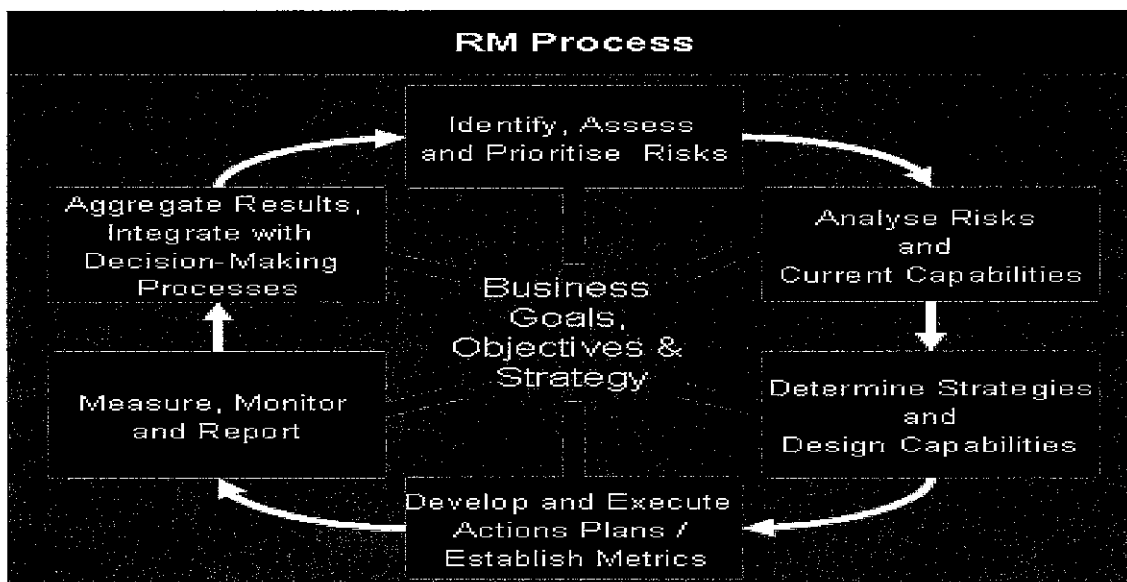 RM Process
Identify, Assess
and Prioritise Risks
Analyse Risks
and
Current Capabilities
Determine Strategies
and
Design Capabilities
Develop and Execute
Actions Plans /
Establish Metrics
Measure, Monitor
and Report
Aggregate Results,
Integrate with
Decision-Making
Processes
Business
Goals,
Objectives &
Strategy